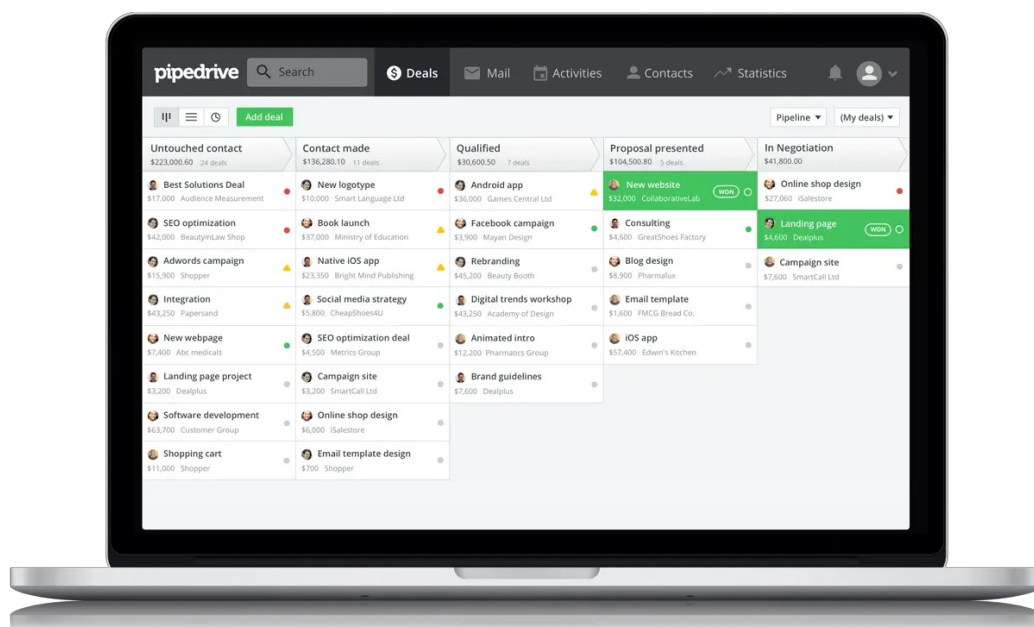 pipedrive
Search
Deals
Mail
Activities
Contacts
Statistics
Add deal
Pipeline
(My deals)
Untouched contact
$223,000.60 24 deals
Best Solutions Deal
$17,000 Audience Measurement
SEO optimization
$42,000 BeautyInLaw Shop
Adwords campaign
$15,900 Shopper
Integration
$43,250 Papersand
New webpage
$7,400 Abc medicals
Landing page project
$3,200 Dealplus
Software development
$63,700 Customer Group
Shopping cart
$11,000 Shopper
Contact made
$136,280.10 11 deals
New logotype
$10,000 Smart Language Ltd
Book launch
$37,000 Ministry of Education
Native iOS app
$23,350 Bright Mind Publishing
Social media strategy
$5,800 CheapShoes4U
SEO optimization deal
$4,500 Metrics Group
Campaign site
$3,200 SmartCall Ltd
Online shop design
$6,000 iSalestore
Email template design
$700 Shopper
Qualified
$30,600.50 7 deals
Android app
$36,000 Games Central Ltd
Facebook campaign
$3,900 Mayan Design
Rebranding
$45,200 Beauty Booth
Digital trends workshop
$43,250 Academy of Design
Animated intro
$12,200 Pharmatics Group
Brand guidelines
$7,600 Dealplus
Proposal presented
$104,500.80 5 deals
New website
$32,000 CollaborativeLab
WON
Consulting
$4,600 GreatShoes Factory
Blog design
$8,900 Pharmalux
Email template
$1,600 FMCG Bread Co.
iOS app
$57,400 Edwin's Kitchen
In Negotiation
$41,800.00
Online shop design
$27,060 iSalestore
Landing page
$4,600 Dealplus
WON
Campaign site
$7,600 SmartCall Ltd